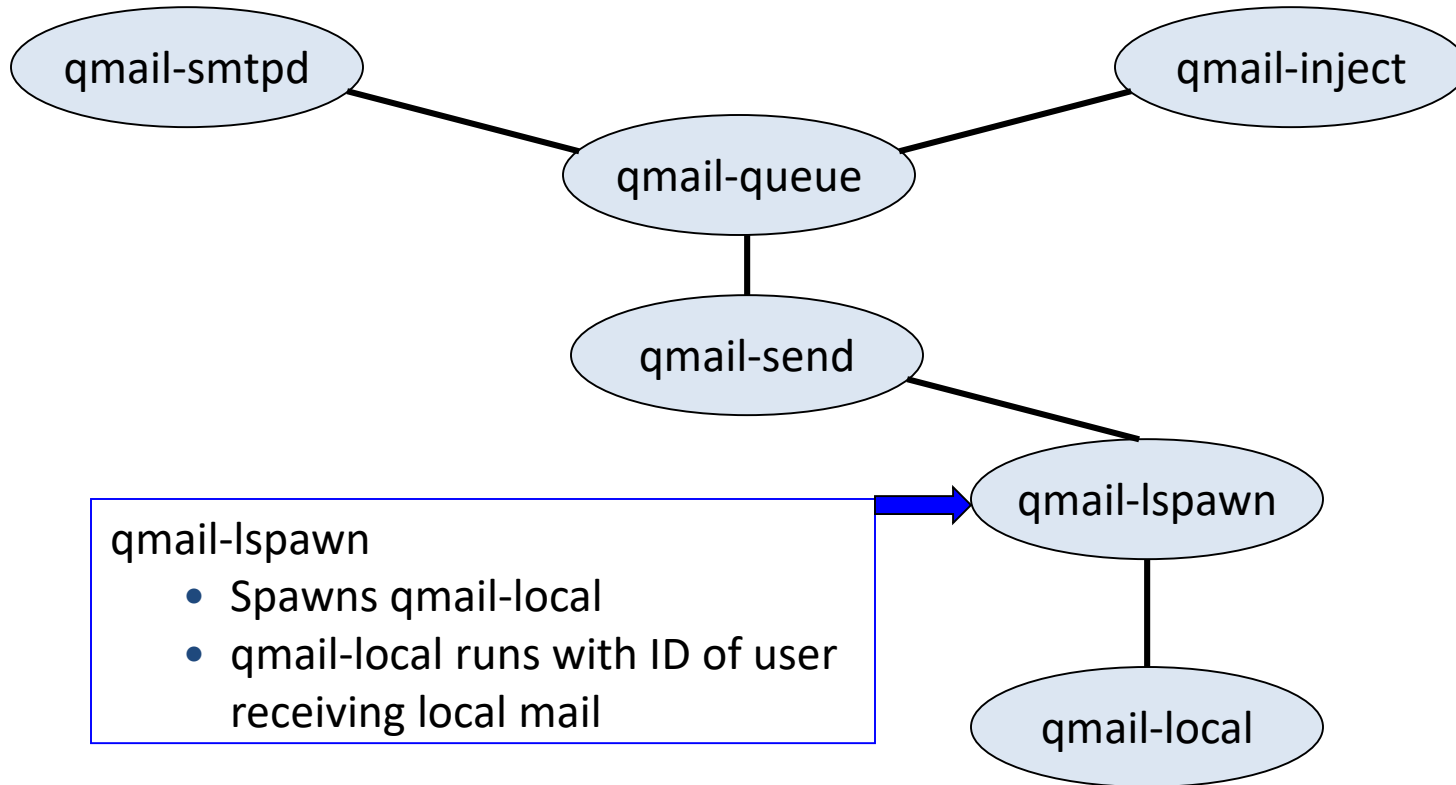 qmail-smtpd
qmail-inject
qmail-queue
qmail-send
qmail-lspawn
qmail-lspawn
• Spawns qmail-local
• qmail-local runs with ID of user
receiving local mail
qmail-local